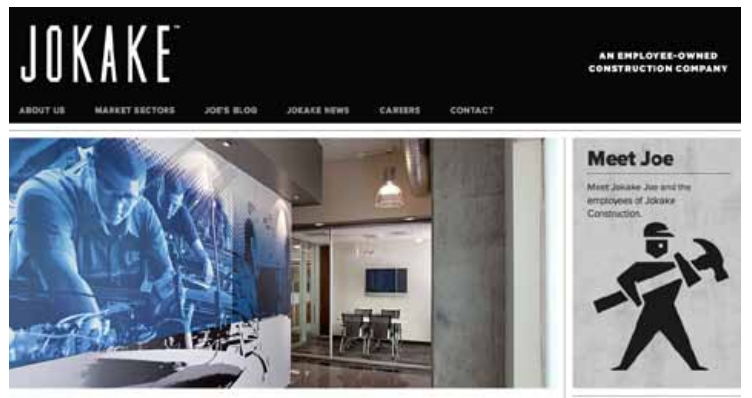 JOKAKE™
AN EMPLOYEE-OWNED
CONSTRUCTION COMPANY
ABOUT US MARKET SECTORS JOE'S BLOG JOKAKE NEWS CAREERS CONTACT
Meet Joe
Meet Jokake Joe and the
employees of Jokake
Construction.